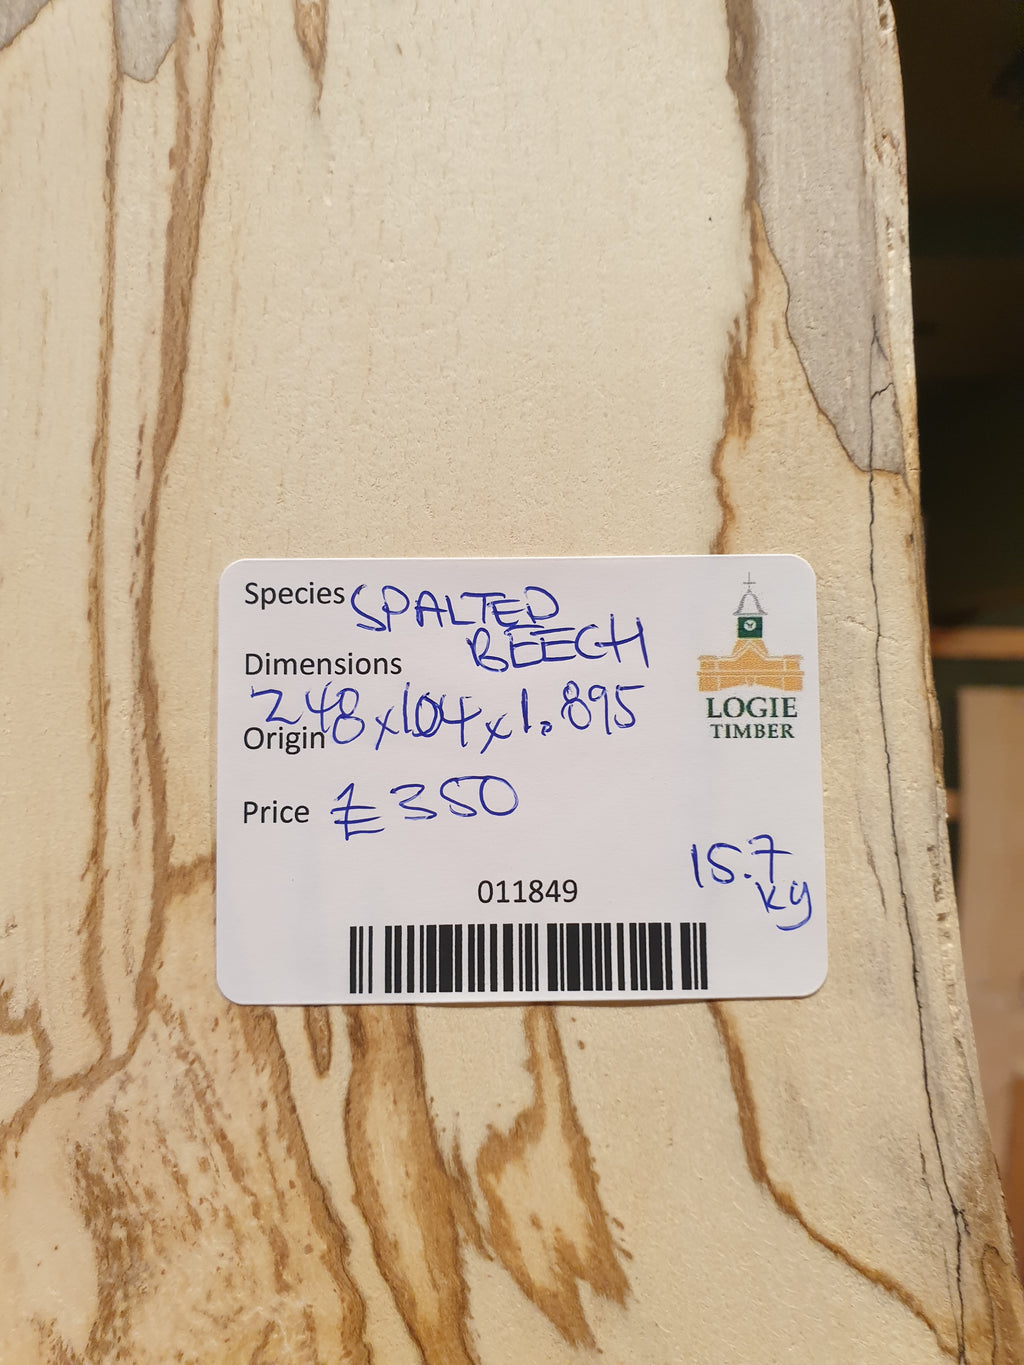 Species SPALTED
BEECH
Dimensions
248x104x1.895
Origin
Price £350
15.7
kg
011849
LOGIE
TIMBER